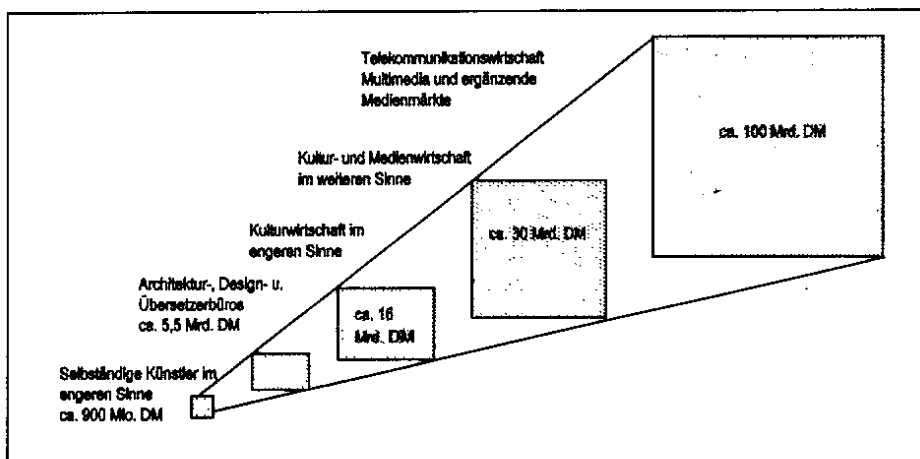 Telekommunikationswirtschaft
Multimedia und ergänzende
Medienmärkte
ca. 100 Mrd. DM
Kultur- und Medienwirtschaft
im weiteren Sinne
ca. 30 Mrd. DM
Kulturwirtschaft im
engeren Sinne
Architektur-, Design- u.
Übersetzerbüros
ca. 5,5 Mrd. DM
ca. 16
Mrd. DM
Selbständige Künstler im
engeren Sinne
ca. 900 Mio. DM